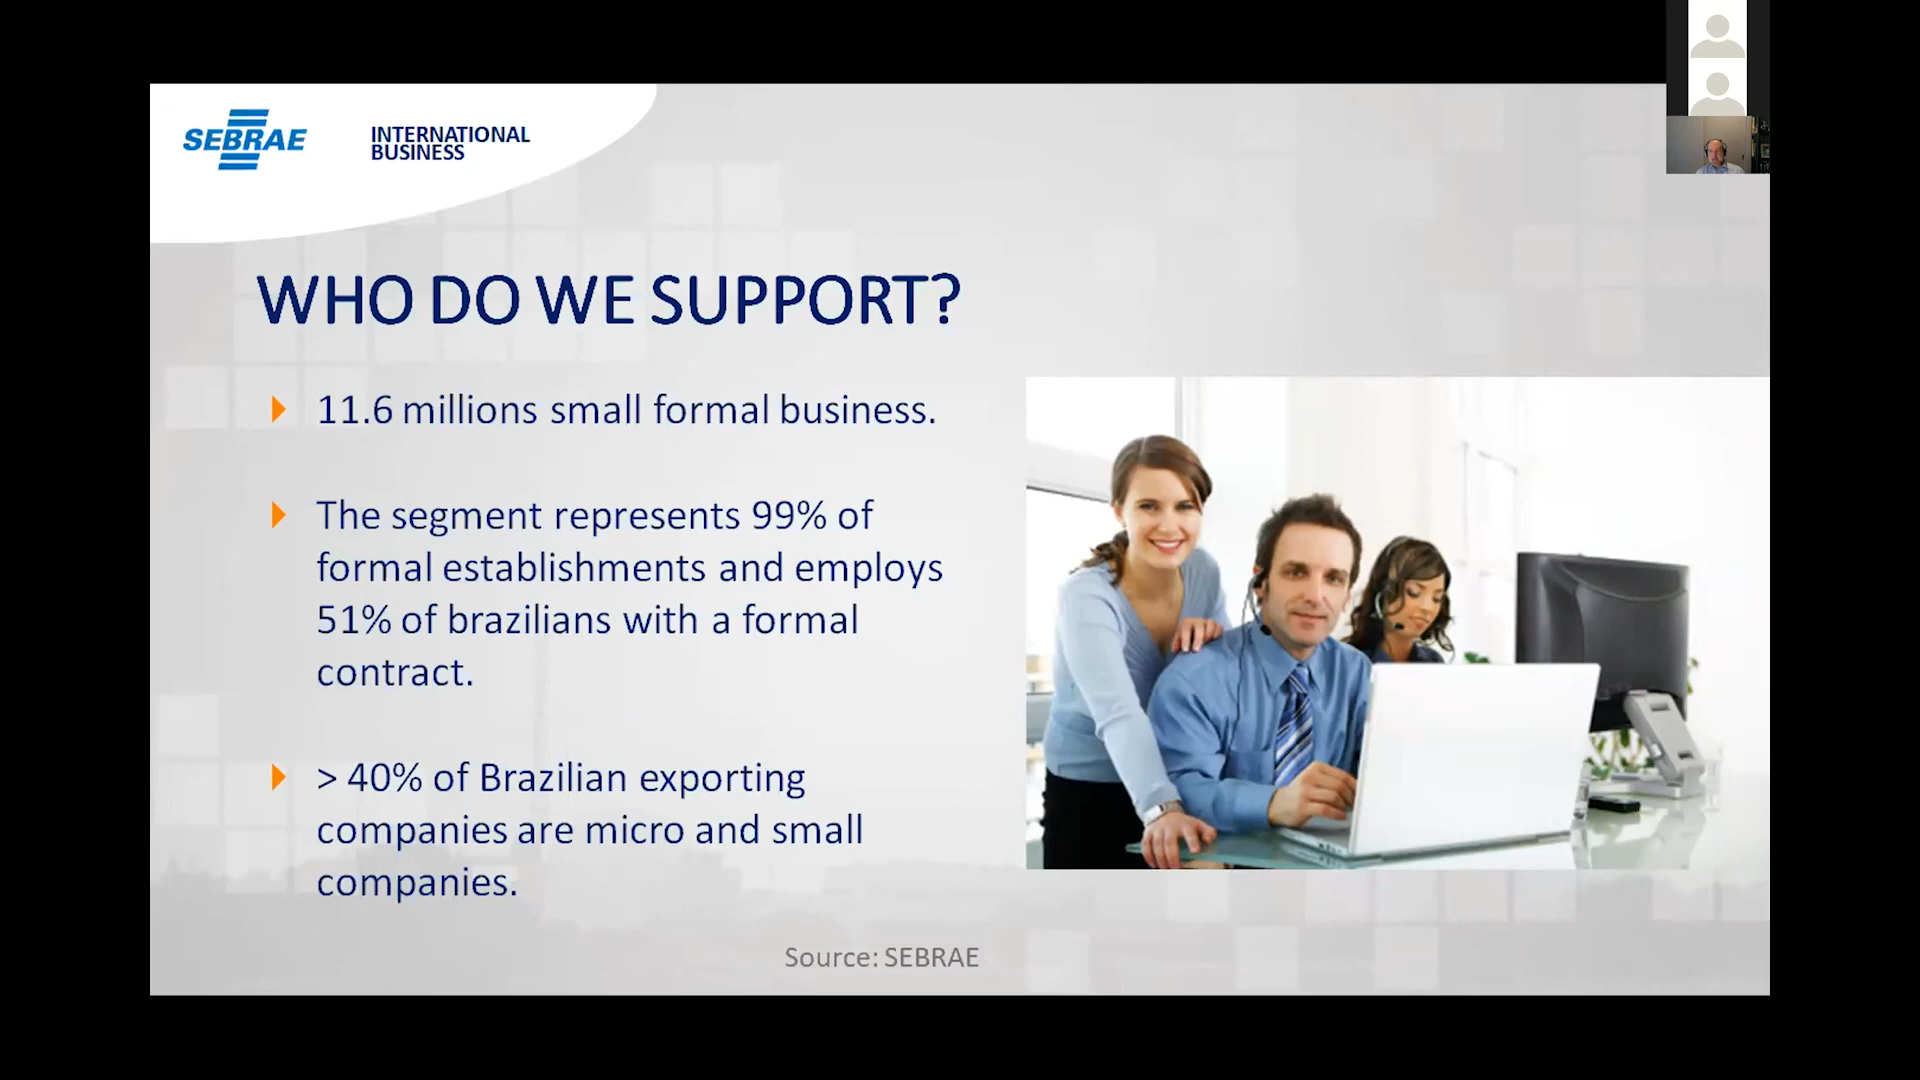 SEBRAE
INTERNATIONAL
BUSINESS
WHO DO WE SUPPORT?
11.6 millions small formal business.
The segment represents 99% of
formal establishments and employs
51% of brazilians with a formal
contract.
> 40% of Brazilian exporting
companies are micro and small
companies.
Source: SEBRAE